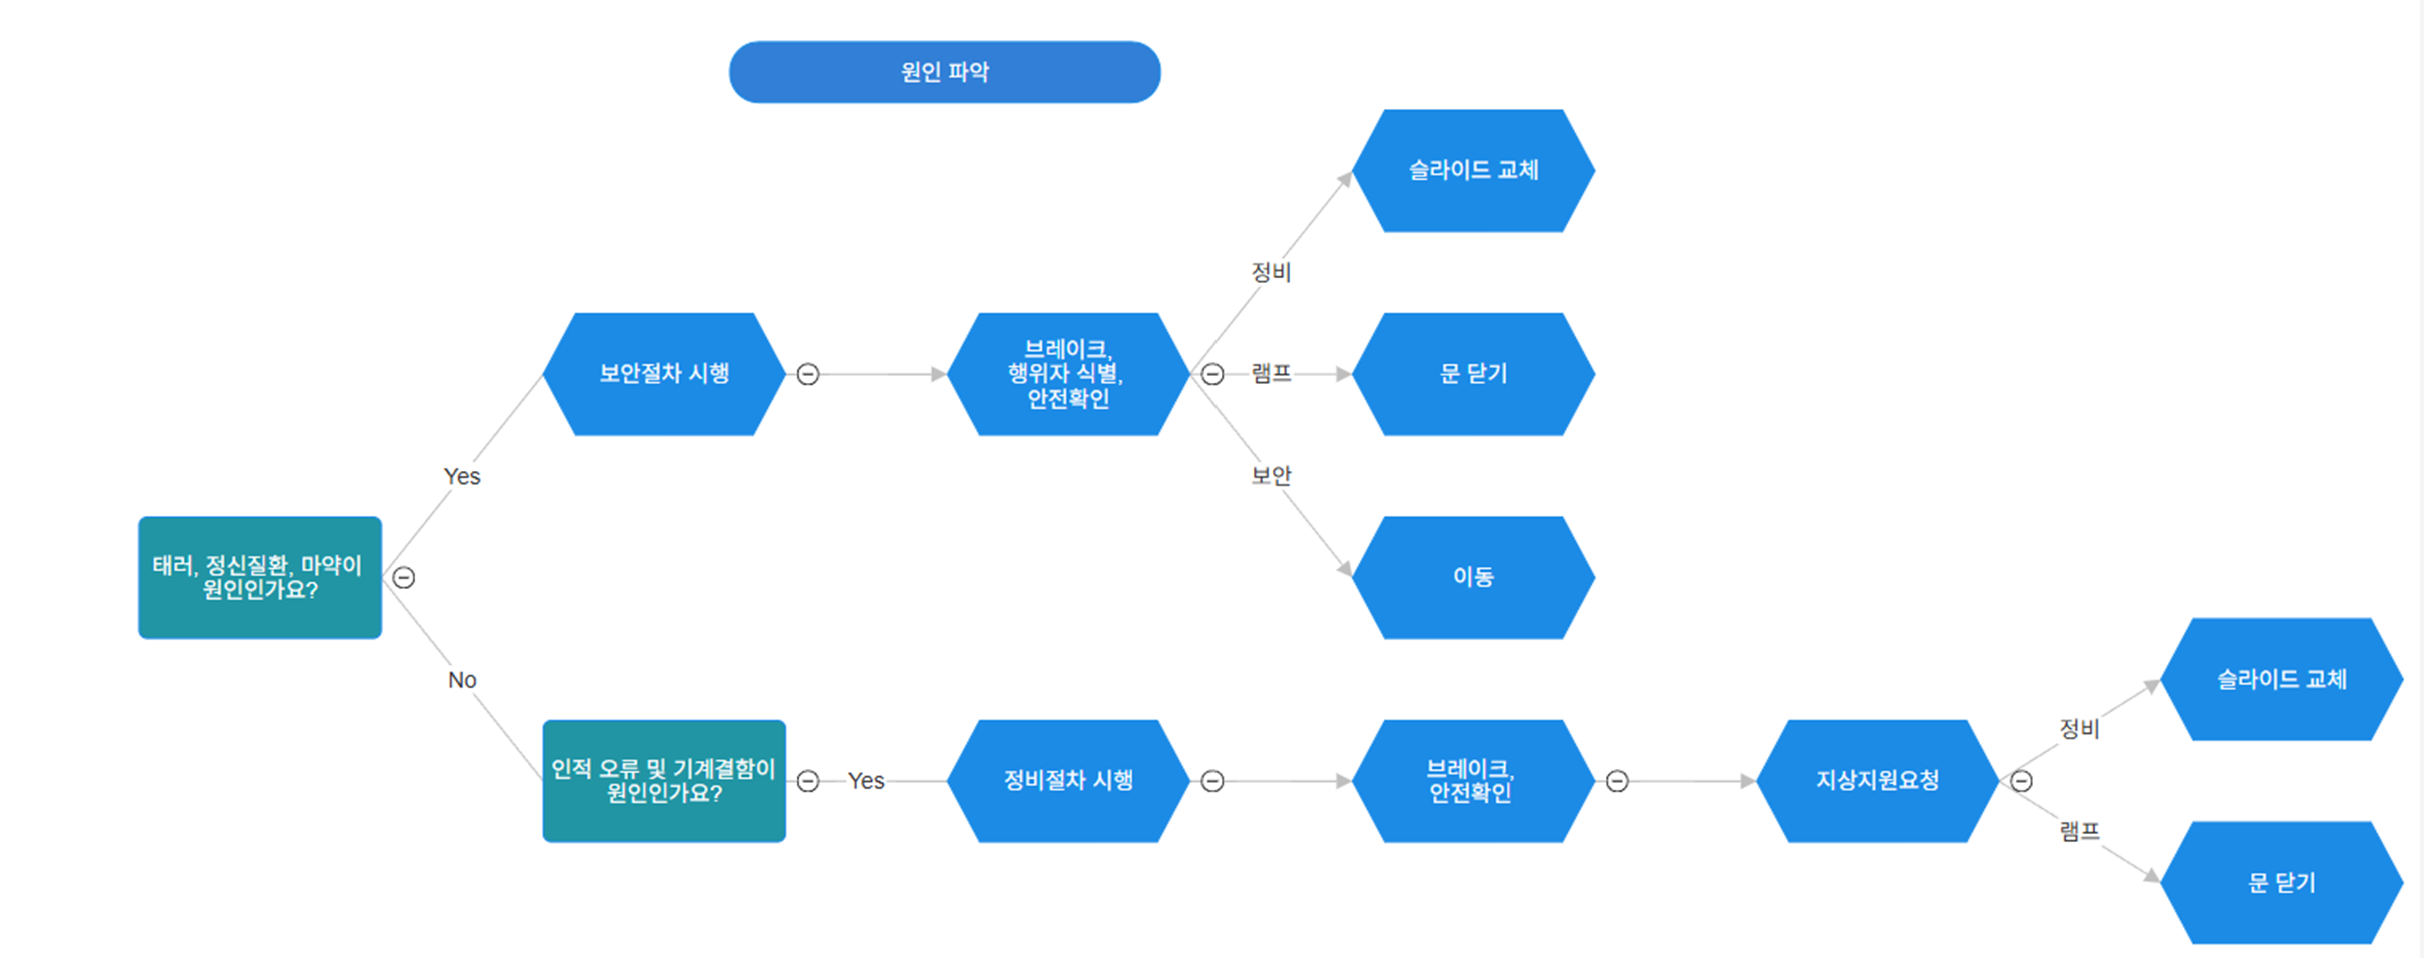 원인 파악
슬라이드 교체
정비
보안절차 시행
브레이크,
행위자 식별,
안전확인
램프
문 닫기
Yes
보안
태러, 정신질환, 마약이
원인인가요?
이동
No
인적 오류 및 기계결함이
원인인가요?
Yes
정비절차 시행
브레이크,
안전확인
지상지원요청
정비
슬라이드 교체
램프
문 닫기